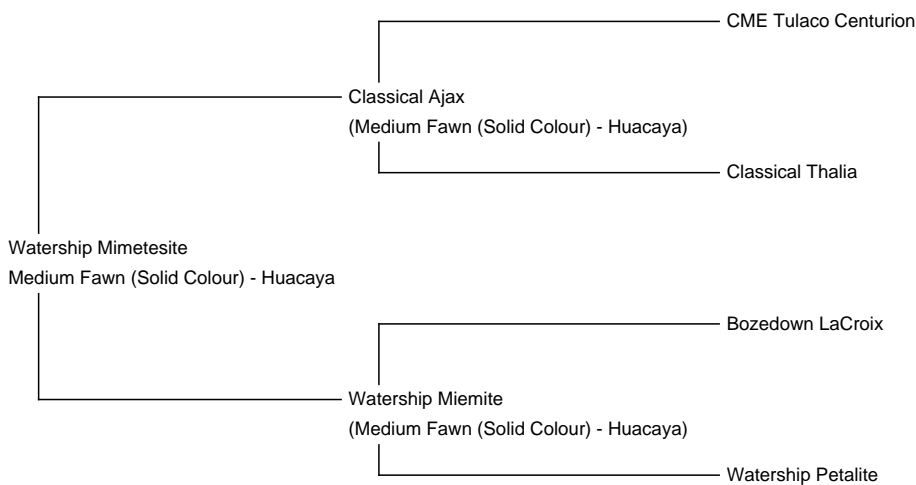 CME Tulaco Centurion
Classical Ajax
(Medium Fawn (Solid Colour) - Huacaya)
Classical Thalia
Watership Mimetesite
Medium Fawn (Solid Colour) - Huacaya
Bozedown LaCroix
Watership Miemite
(Medium Fawn (Solid Colour) - Huacaya)
Watership Petalite